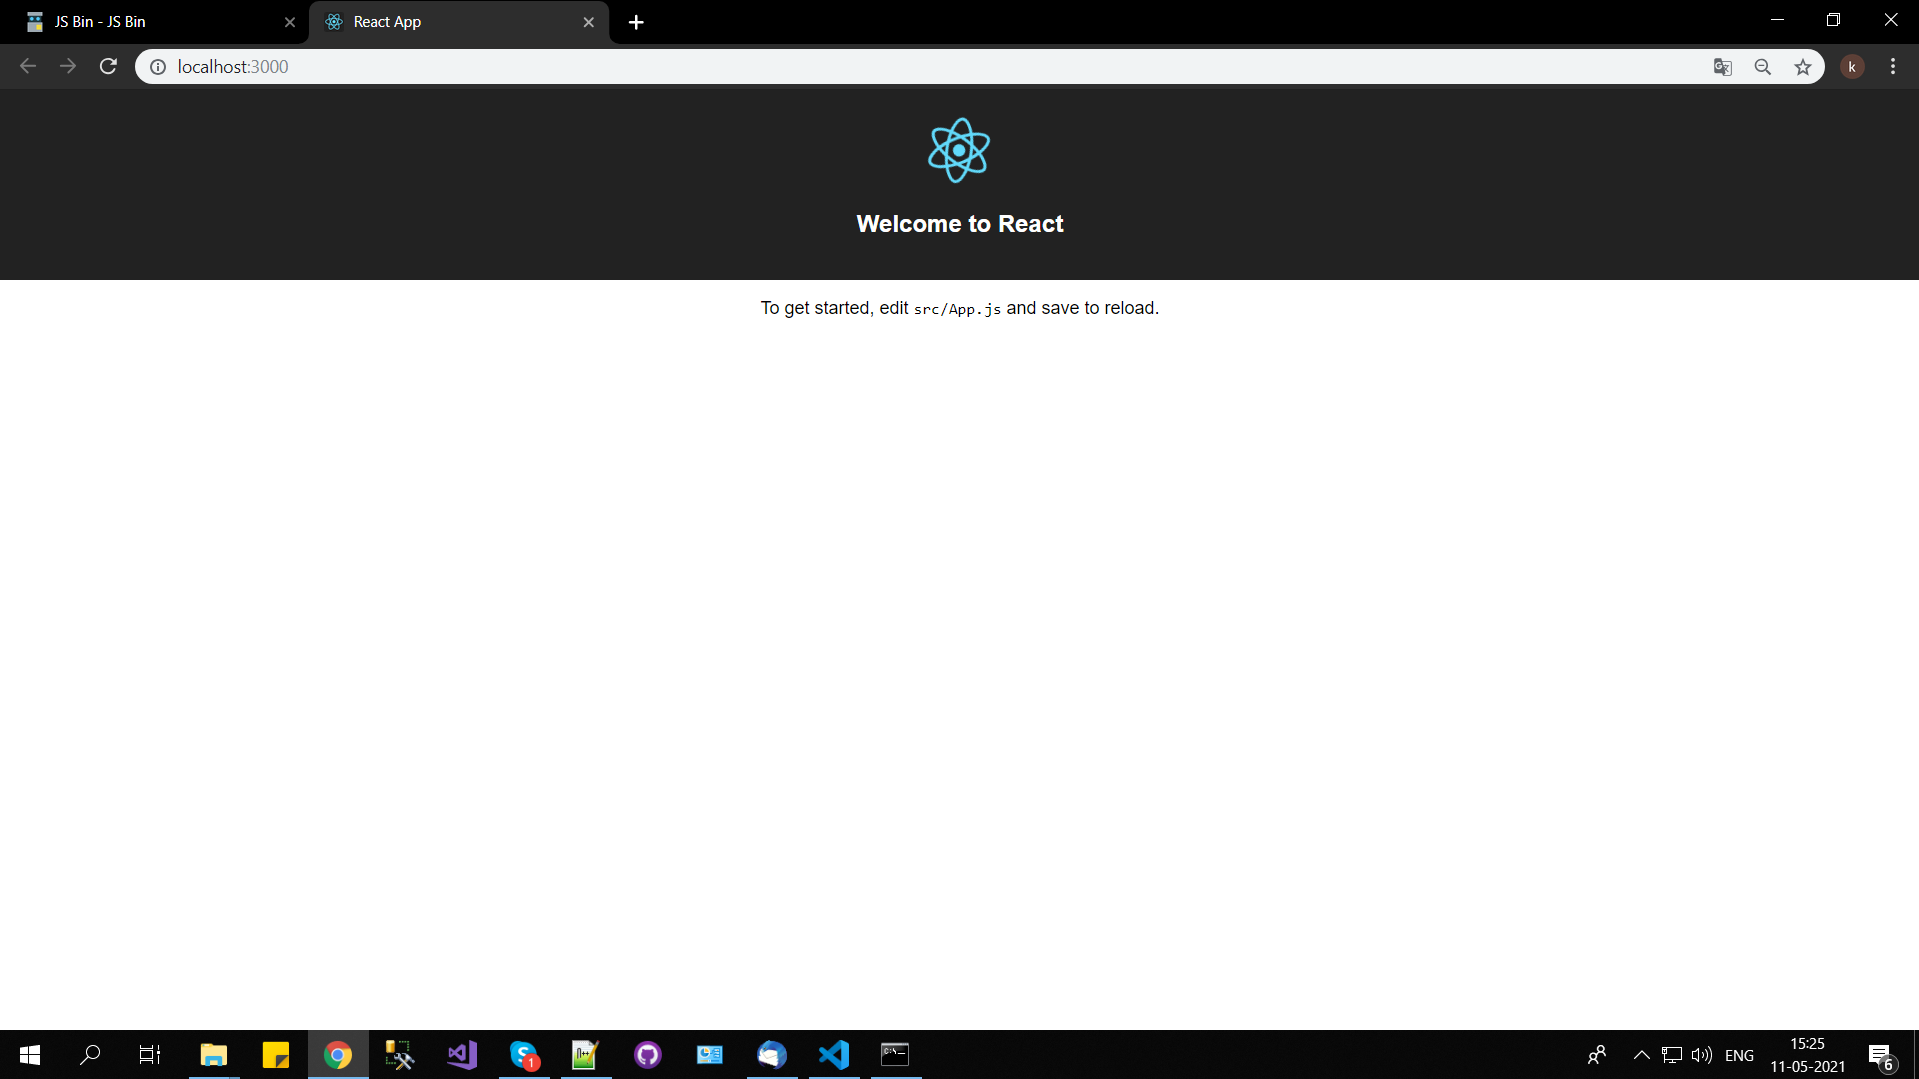 JS Bin - JS Bin
React App
localhost:3000
k
Welcome to React
To get started, edit src/App.js and save to reload.
1
ENG
15:25
11-05-2021
6